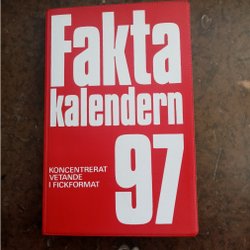 Fakta
kalendern
97
KONCENTRERAT
VETANDE
I FICKFORMAT